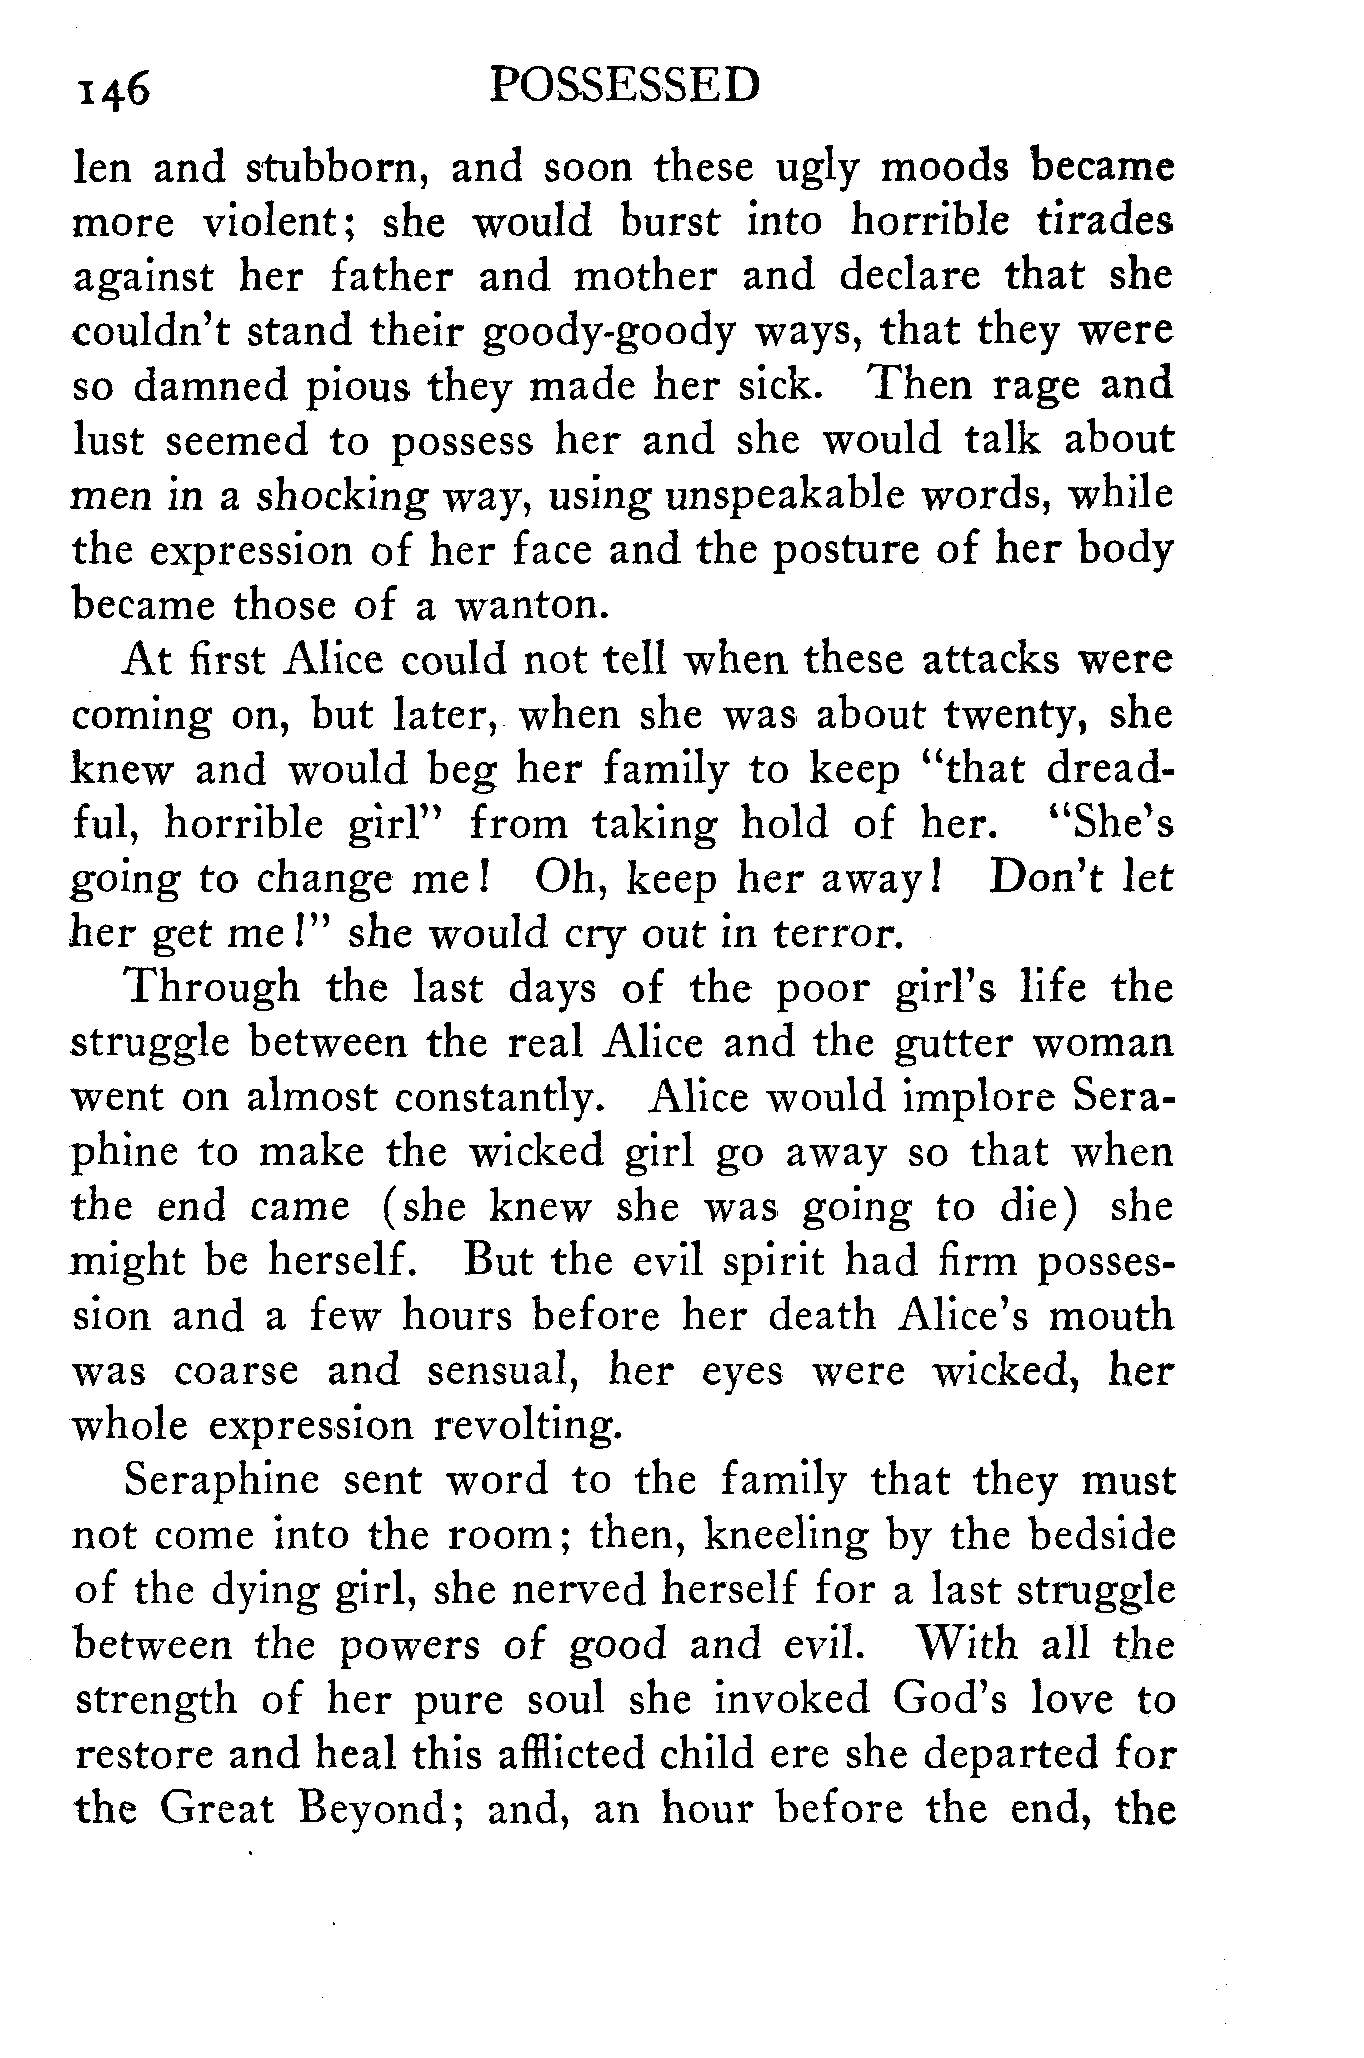 146 POSSESSED
len and stubborn, and soon these ugly moods became
more violent; she would burst into horrible tirades
against her father and mother and declare that she
couldn't stand their goody-goody ways, that they were
so damned pious they made her sick. Then rage and
lust seemed to possess her and she would talk about
men in a shocking way, using unspeakable words, while
the expression of her face and the posture of her body
became those of a wanton.
At first Alice could not tell when these attacks were
coming on, but later, when she was about twenty, she
knew and would beg her family to keep "that dread-
ful, horrible girl" from taking hold of her. "She's
going to change me! Oh, keep her away! Don't let
her get me!" she would cry out in terror.
Through the last days of the poor girl's life the
struggle between the real Alice and the gutter woman
went on almost constantly. Alice would implore Sera-
phine to make the wicked girl go away so that when
the end came (she knew she was going to die) she
might be herself. But the evil spirit had firm posses-
sion and a few hours before her death Alice's mouth
was coarse and sensual, her eyes were wicked, her
whole expression revolting.
Seraphine sent word to the family that they must
not come into the room; then, kneeling by the bedside
of the dying girl, she nerved herself for a last struggle
between the powers of good and evil. With all the
strength of her pure soul she invoked God's love to
restore and heal this afflicted child ere she departed for
the Great Beyond; and, an hour before the end, the